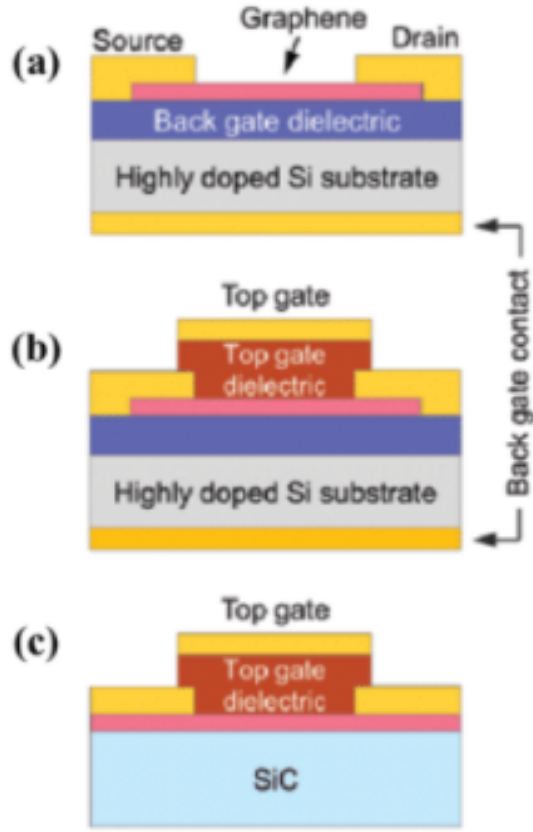 Graphene
Source
Drain
(a)
Back gate dielectric
Highly doped Si substrate
Top gate
(b)
Top gate
dielectric
Highly doped Si substrate
Back gate contact
Top gate
(c)
Top gate
dielectric
SiC